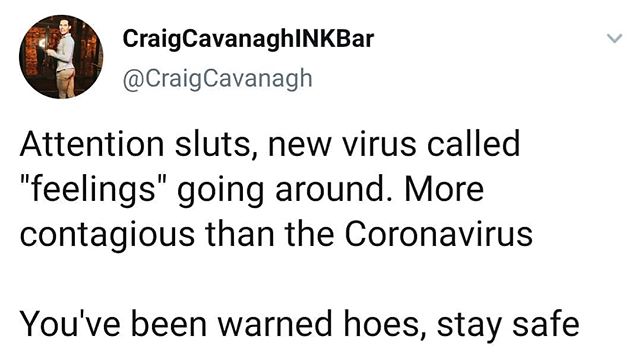 CraigCavanaghINKBar
@CraigCavanagh
Attention sluts, new virus called
"feelings" going around. More
contagious than the Coronavirus
You've been warned hoes, stay safe